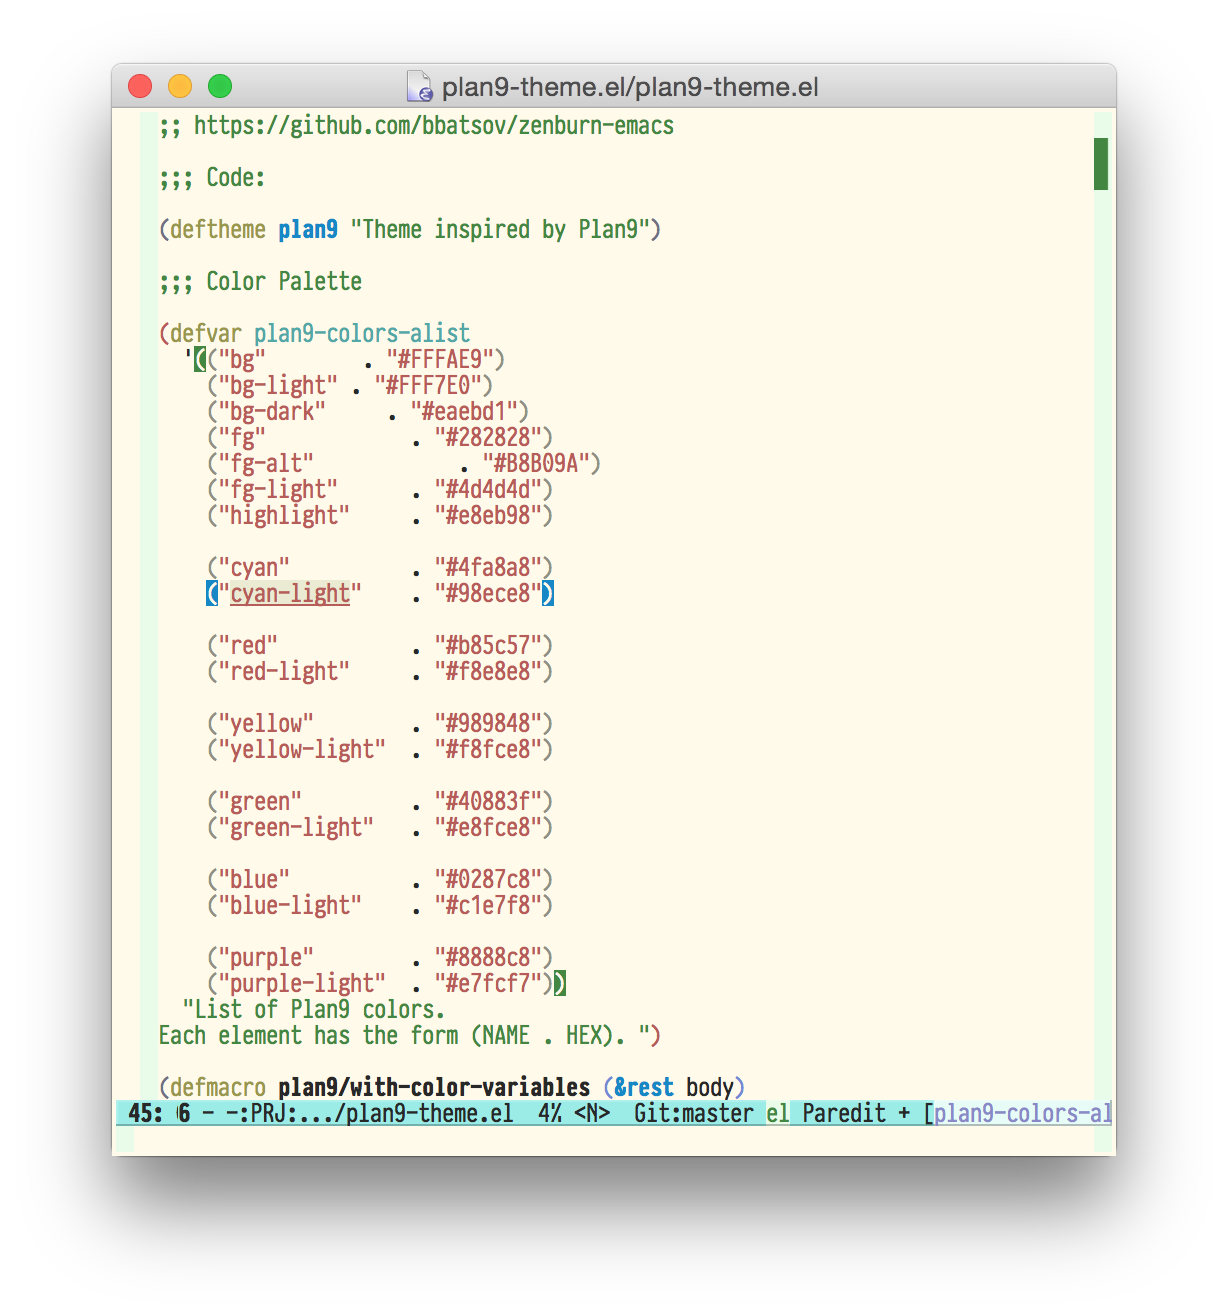 plan9-theme.el/plan9-theme.el
;; https://github.com/bbatsov/zenburn-emacs
;;; Code:
(deftheme plan9 "Theme inspired by Plan9")
;;; Color Palette
(defvar plan9-colors-alist
'(("bg" . "#FFFAE9")
("bg-light" . "#FFF7E0")
("bg-dark" . "#eaebd1")
("fg" . "#282828")
("fg-alt" . "#B8B09A")
("fg-light" . "#4d4d4d")
("highlight" . "#e8eb98")
("cyan" . "#4fa8a8")
("cyan-light" . "#98ece8")
("red" . "#b85c57")
("red-light" . "#f8e8e8")
("yellow" . "#989848")
("yellow-light" . "#f8fce8")
("green" . "#40883f")
("green-light" . "#e8fce8")
("blue" . "#0287c8")
("blue-light" . "#c1e7f8")
("purple" . "#8888c8")
("purple-light" . "#e7fcf7"))
"List of Plan9 colors.
Each element has the form (NAME . HEX). ")
(defmacro plan9/with-color-variables (&rest body)
45: 6 - -:PRJ:.../plan9-theme.el 4% <N> Git:master el Paredit + [plan9-colors-al